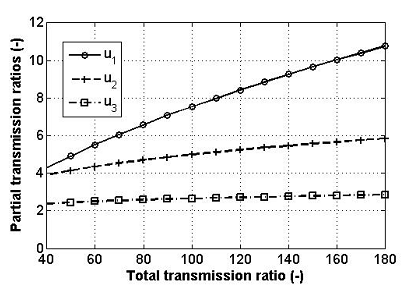 12
10
8
6
4
2
0
Partial transmission ratios (-)
u1
u2
u3
40 60 80 100 120 140 160 180
Total transmission ratio (-)